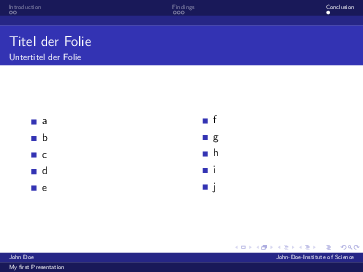 Introduction Findings Conclusion
Titel der Folie
Untertitel der Folie
a
b
c
d
e
f
g
h
i
j
John Doe John-Doe-Institute of Science
My first Presentation